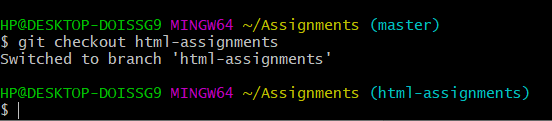 HP@DESKTOP-DOISSG9 MINGW64 ~/Assignments (master)
$ git checkout html-assignments
Switched to branch 'html-assignments'
HP@DESKTOP-DOISSG9 MINGW64 ~/Assignments (html-assignments)
$